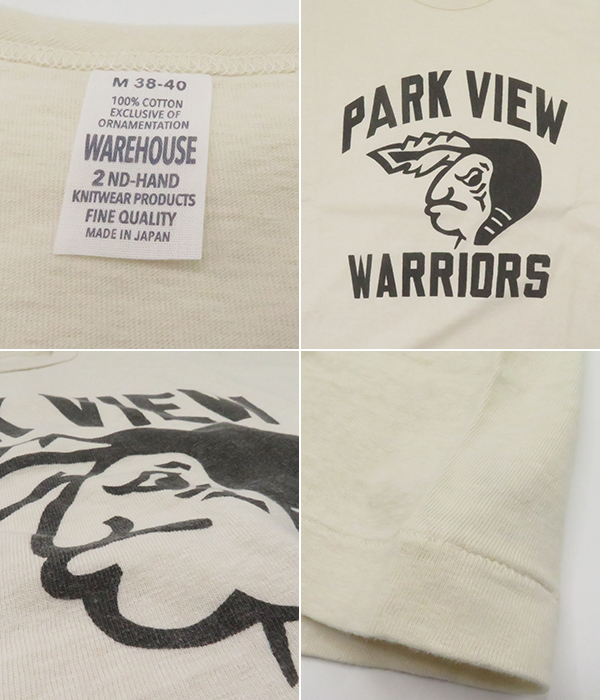 M 38-40
100% COTTON
EXCLUSIVE OF
ORNAMENTATION
WAREHOUSE
2 ND-HAND
KNITWEAR PRODUCTS
FINE QUALITY
MADE IN JAPAN
PARK VIEW
WARRIORS
K VIEW